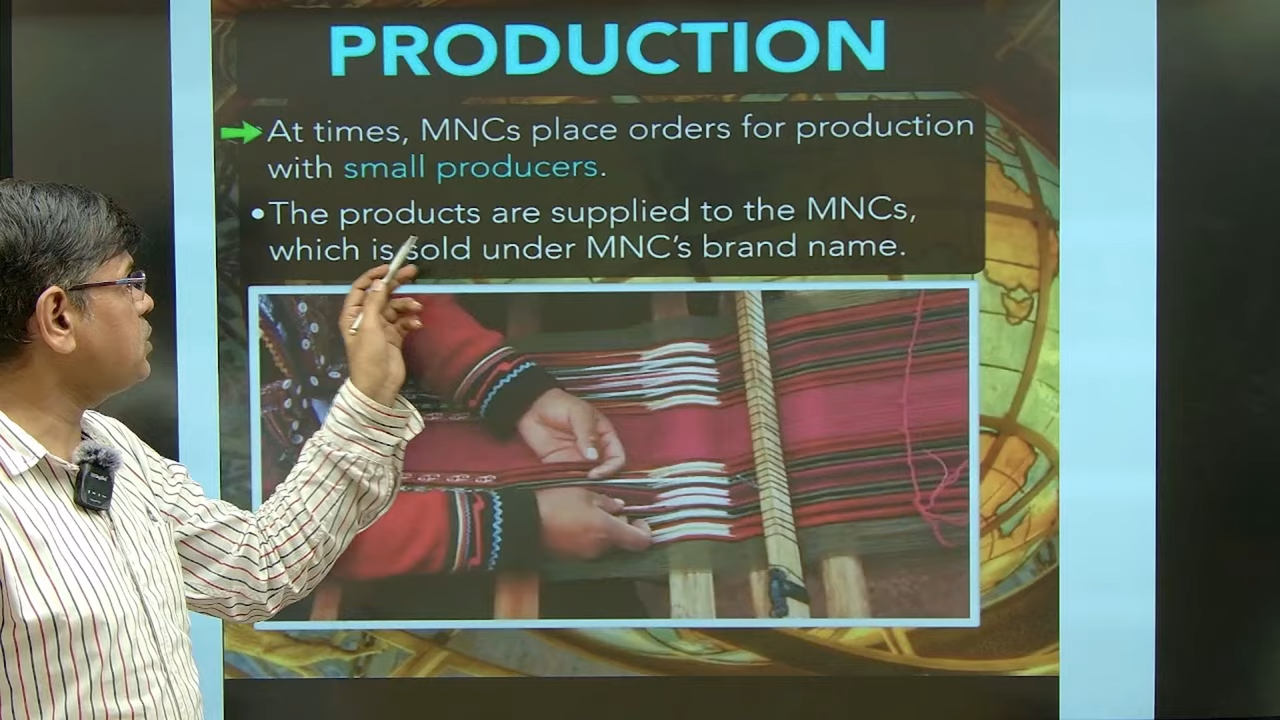 PRODUCTION
At times, MNCs place orders for production
with small producers.
•The products are supplied to the MNCs,
which is sold under MNC's brand name.